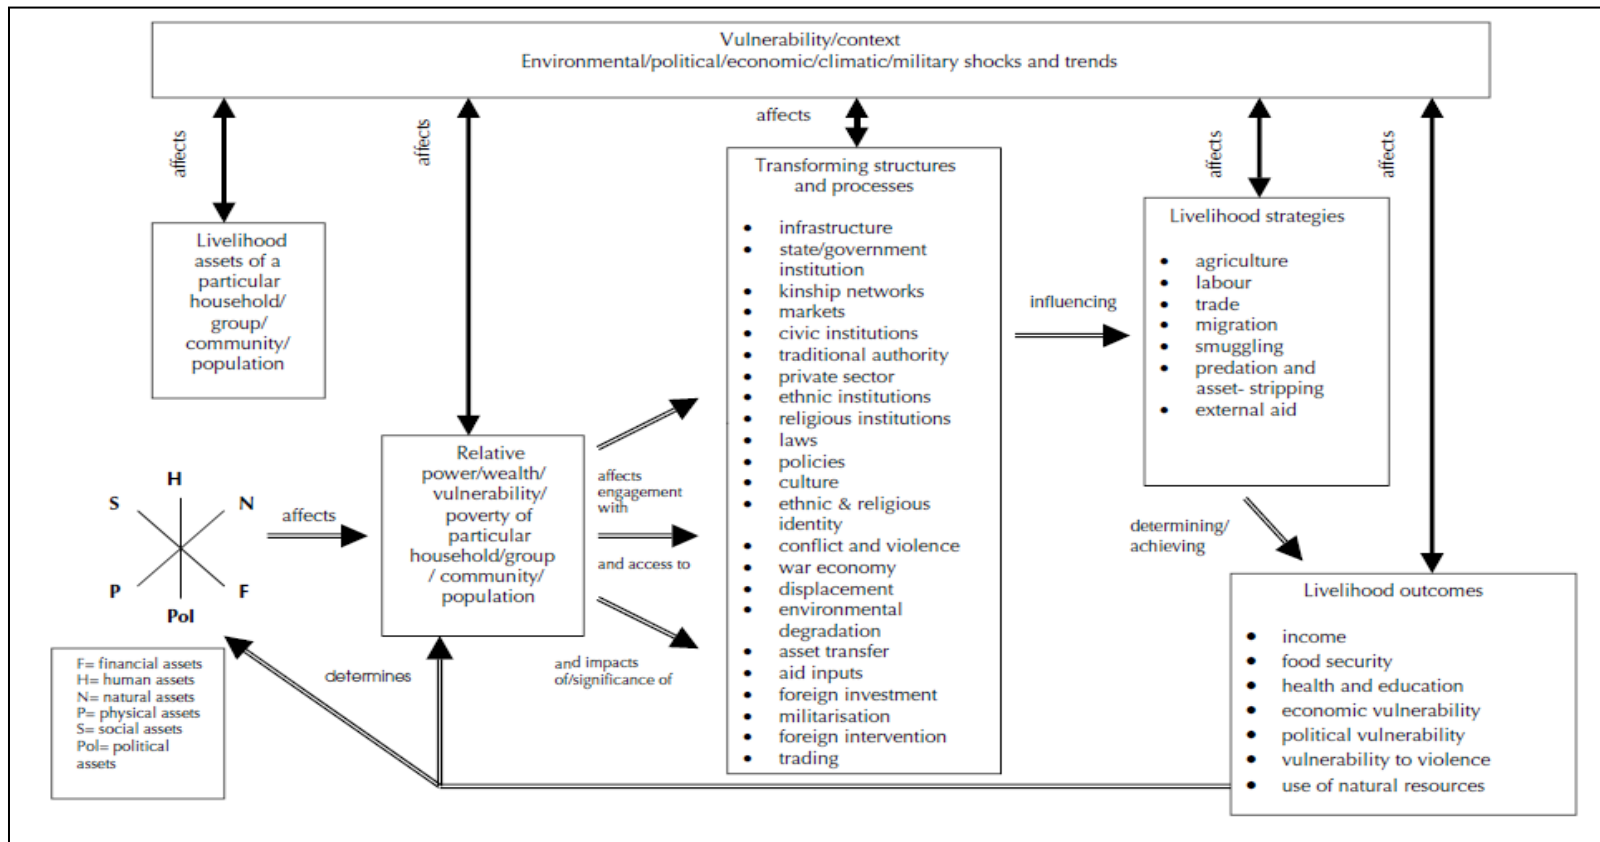 Vulnerability/context
Environmental/political/economic/climatic/military shocks and trends
affects
affects
affects
affects
affects
Livelihood
assets of a
particular
household/
group/
community/
population
H
S
N
P
F
Pol
F= financial assets
H= human assets
N= natural assets
P= physical assets
S= social assets
Pol= political
assets
affects
Relative
power/wealth/
vulnerability/
poverty of
particular
household/group
/ community/
population
determines
affects
engagement
with
and access to
and impacts
of/significance of
Transforming structures
and processes
• infrastructure
• state/government
institution
• kinship networks
• markets
• civic institutions
• traditional authority
• private sector
• ethnic institutions
• religious institutions
• laws
• policies
• culture
• ethnic & religious
identity
• conflict and violence
• war economy
• displacement
• environmental
degradation
• asset transfer
• aid inputs
• foreign investment
• militarisation
• foreign intervention
• trading
influencing
Livelihood strategies
• agriculture
• labour
• trade
• migration
• smuggling
• predation and
asset- stripping
• external aid
determining/
achieving
Livelihood outcomes
• income
• food security
• health and education
• economic vulnerability
• political vulnerability
• vulnerability to violence
• use of natural resources